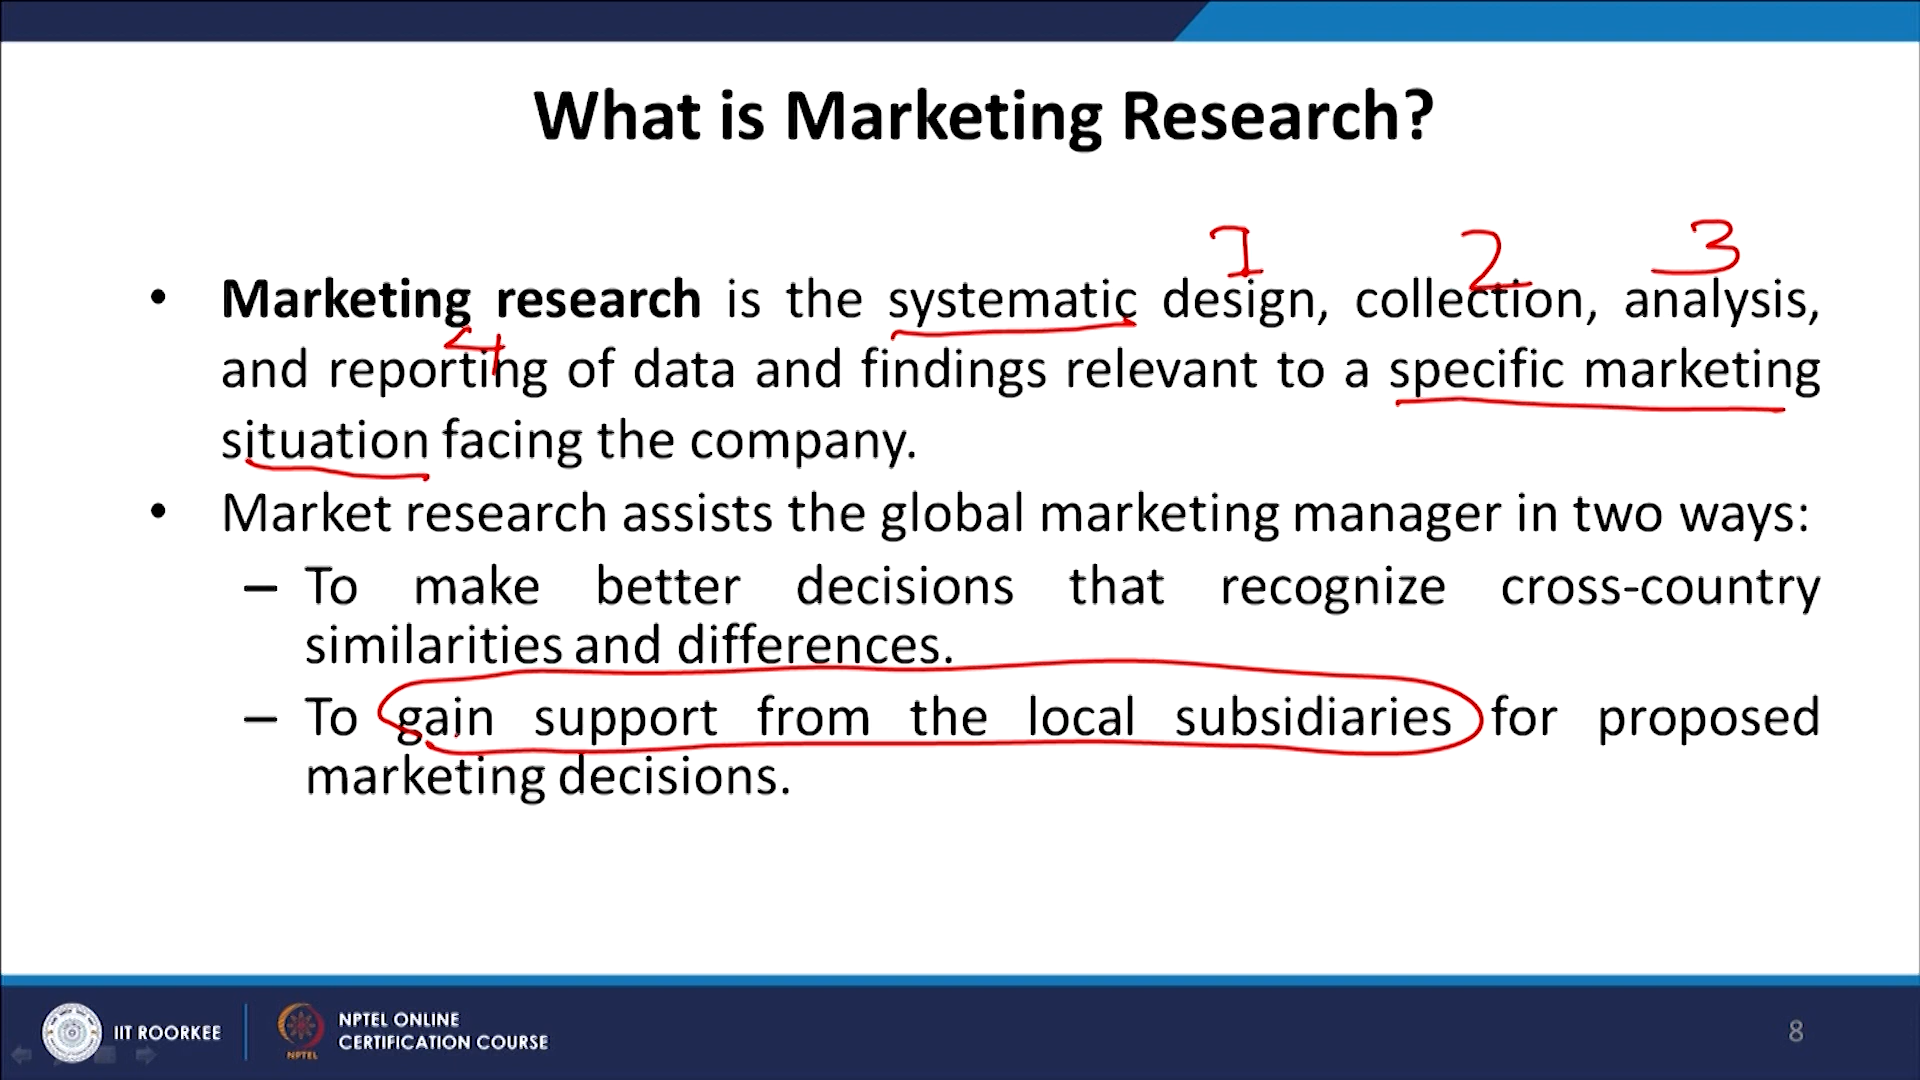 What is Marketing Research?
1 2 3
• Marketing research is the systematic design, collection, analysis,
4
and reporting of data and findings relevant to a specific marketing
situation facing the company.
• Market research assists the global marketing manager in two ways:
– To make better decisions that recognize cross-country
similarities and differences.
– To gain support from the local subsidiaries for proposed
marketing decisions.
IIT ROORKEE
NPTEL
NPTEL ONLINE
CERTIFICATION COURSE
8